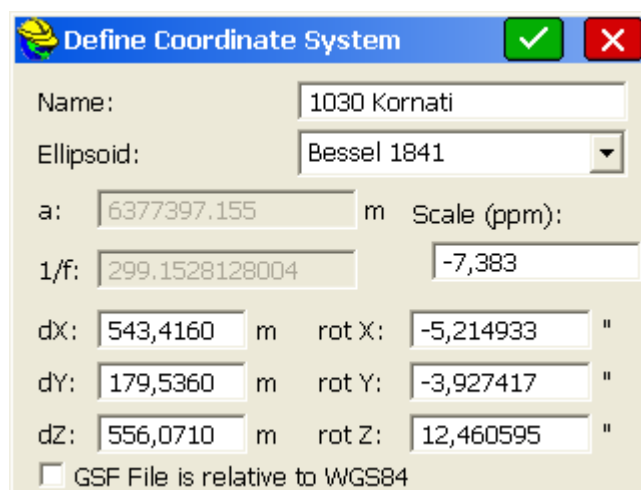 Define Coordinate System
Name: 1030 Kornati
Ellipsoid: Bessel 1841
a: 6377397.155 m Scale (ppm):
1/f: 299.1528128004 -7,383
dX: 543,4160 m rot X: -5,214933 "
dY: 179,5360 m rot Y: -3,927417 "
dZ: 556,0710 m rot Z: 12,460595 "
GSF File is relative to WGS84